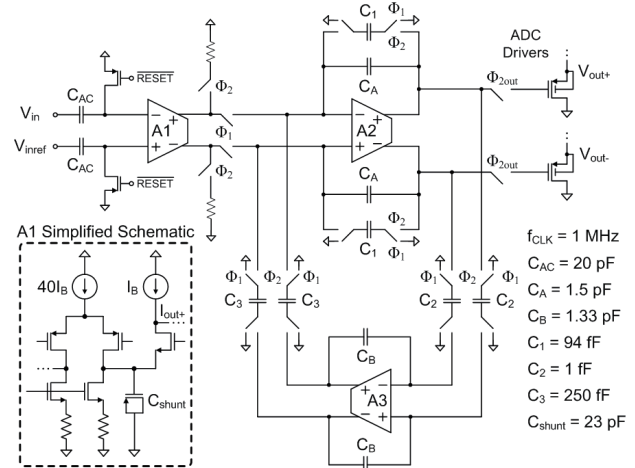 C₁ Φ₁
Φ₂
ADC
Drivers
RESET
Φ₂
C_A
Φ₂out
V_out+
C_AC
V_in
A1
Φ₁
A2
V_inref
C_AC
Φ₂
Φ₂out
V_out-
RESET
C_A
Φ₂
C₁ Φ₁
A1 Simplified Schematic
40I_B
I_B
I_out+
C_shunt
Φ₁ Φ₂ Φ₁
C₃ C₃
Φ₁ Φ₂ Φ₁
C₂ C₂
C_B
A3
C_B
f_CLK = 1 MHz
C_AC = 20 pF
C_A = 1.5 pF
C_B = 1.33 pF
C₁ = 94 fF
C₂ = 1 fF
C₃ = 250 fF
C_shunt = 23 pF